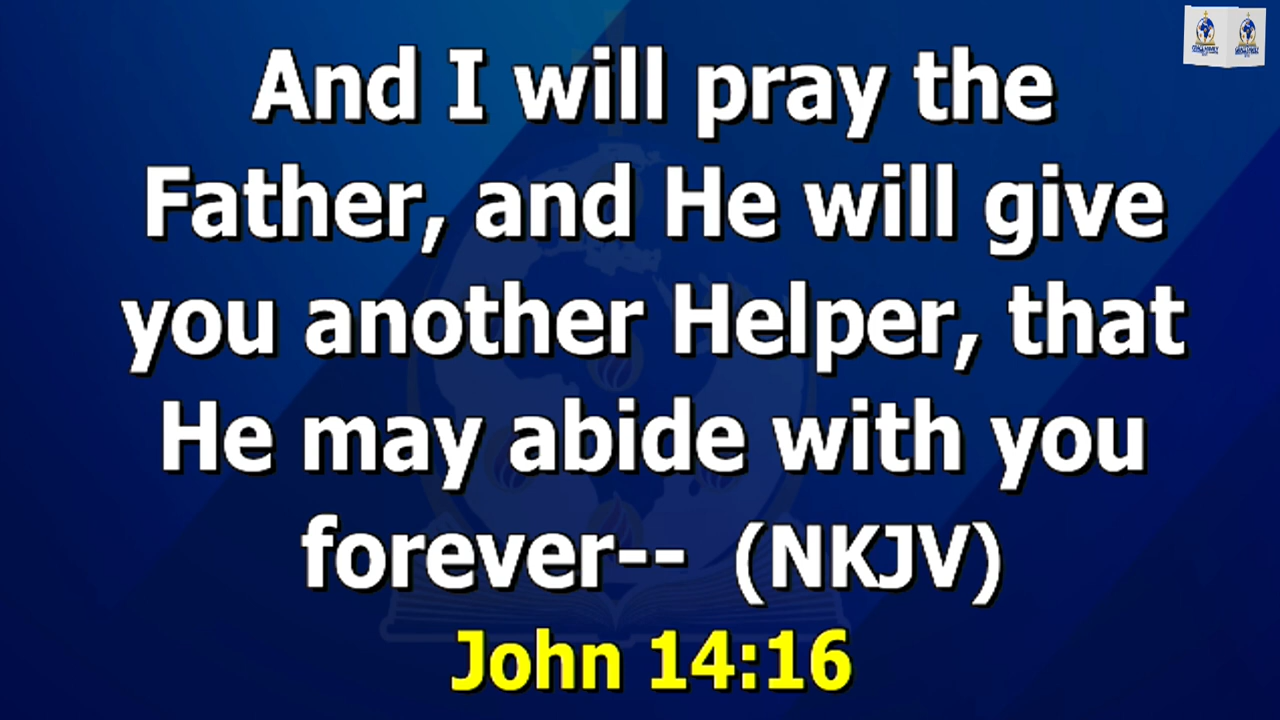 And I will pray the
Father, and He will give
you another Helper, that
He may abide with you
forever--  (NKJV)
John 14:16